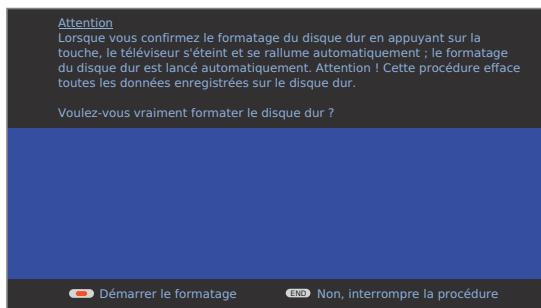 Attention
Lorsque vous confirmez le formatage du disque dur en appuyant sur la
touche, le téléviseur s'éteint et se rallume automatiquement ; le formatage
du disque dur est lancé automatiquement. Attention ! Cette procédure efface
toutes les données enregistrées sur le disque dur.
Voulez-vous vraiment formater le disque dur ?
Démarrer le formatage
END Non, interrompre la procédure